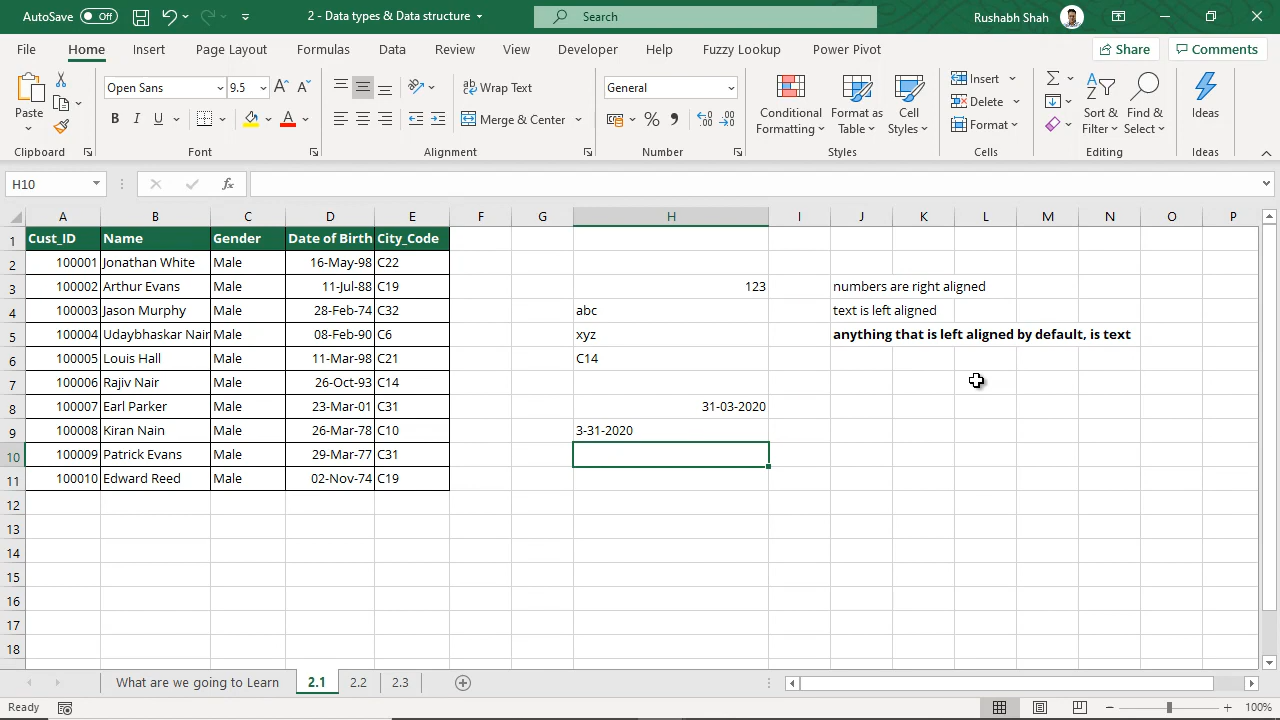 AutoSave Off 2 - Data types & Data structure Search Rushabh Shah
File Home Insert Page Layout Formulas Data Review View Developer Help Fuzzy Lookup Power Pivot Share Comments
Paste Open Sans 9.5 A A Wrap Text General Conditional Formatting Format as Table Cell Styles Insert Sort & Filter Find & Select Ideas
B I U A Merge & Center % Delete
Format
Clipboard Font Alignment Number Styles Cells Editing Ideas
H10 fx
A B C D E F G H I J K L M N O P
1 Cust_ID Name Gender Date of Birth City_Code
2 100001 Jonathan White Male 16-May-98 C22
3 100002 Arthur Evans Male 11-Jul-88 C19 123 numbers are right aligned
4 100003 Jason Murphy Male 28-Feb-74 C32 abc text is left aligned
5 100004 Udaybhaskar Nair Male 08-Feb-90 C6 xyz anything that is left aligned by default, is text
6 100005 Louis Hall Male 11-Mar-98 C21 C14
7 100006 Rajiv Nair Male 26-Oct-93 C14
8 100007 Earl Parker Male 23-Mar-01 C31 31-03-2020
9 100008 Kiran Nain Male 26-Mar-78 C10 3-31-2020
10 100009 Patrick Evans Male 29-Mar-77 C31
11 100010 Edward Reed Male 02-Nov-74 C19
12
13
14
15
16
17
18
What are we going to Learn 2.1 2.2 2.3
Ready 100%